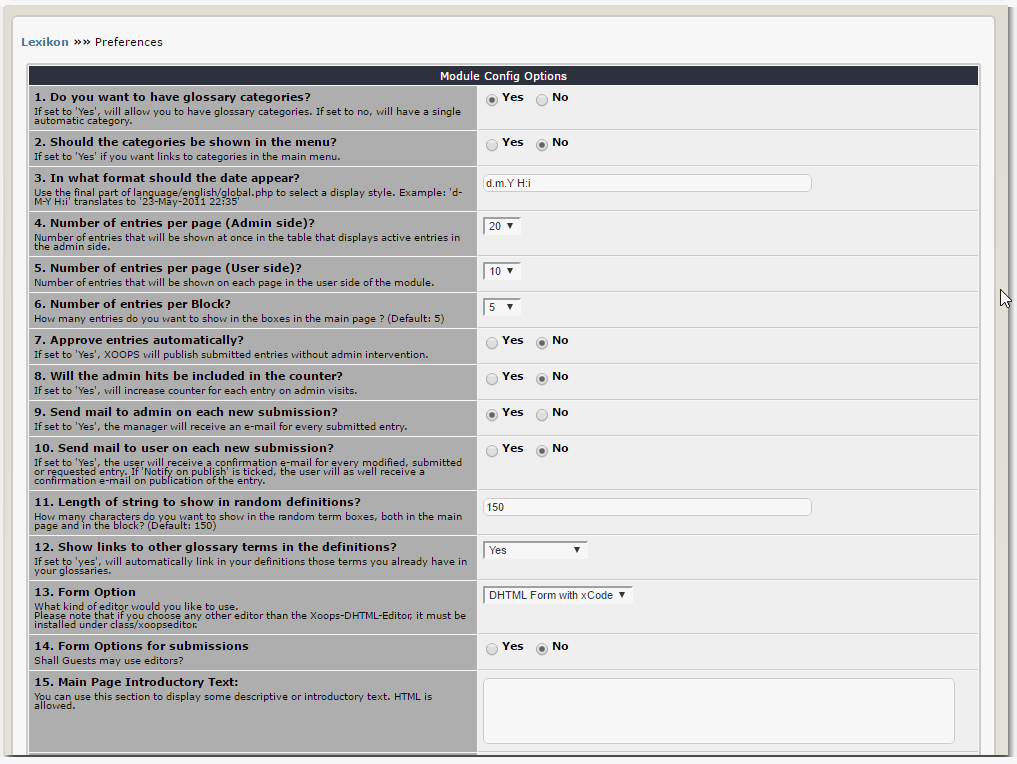 Lexikon »» Preferences
Module Config Options
1. Do you want to have glossary categories?
If set to 'Yes', will allow you to have glossary categories. If set to no, will have a single
automatic category.
Yes No
2. Should the categories be shown in the menu?
If set to 'Yes' if you want links to categories in the main menu.
Yes No
3. In what format should the date appear?
Use the final part of language/english/global.php to select a display style. Example: 'd-
M-Y H:i' translates to '23-May-2011 22:35'
d.m.Y H:i
4. Number of entries per page (Admin side)?
Number of entries that will be shown at once in the table that displays active entries in
the admin side.
20
5. Number of entries per page (User side)?
Number of entries that will be shown on each page in the user side of the module.
10
6. Number of entries per Block?
How many entries do you want to show in the boxes in the main page ? (Default: 5)
5
7. Approve entries automatically?
If set to 'Yes', XOOPS will publish submitted entries without admin intervention.
Yes No
8. Will the admin hits be included in the counter?
If set to 'Yes', will increase counter for each entry on admin visits.
Yes No
9. Send mail to admin on each new submission?
If set to 'Yes', the manager will receive an e-mail for every submitted entry.
Yes No
10. Send mail to user on each new submission?
If set to 'Yes', the user will receive a confirmation e-mail for every modified, submitted
or requested entry. If 'Notify on publish' is ticked, the user will as well receive a
confirmation e-mail on publication of the entry.
Yes No
11. Length of string to show in random definitions?
How many characters do you want to show in the random term boxes, both in the main
page and in the block? (Default: 150)
150
12. Show links to other glossary terms in the definitions?
If set to 'yes', will automatically link in your definitions those terms you already have in
your glossaries.
Yes
13. Form Option
What kind of editor would you like to use.
Please note that if you choose any other editor than the Xoops-DHTML-Editor, it must be
installed under class/xoopseditor.
DHTML Form with xCode
14. Form Options for submissions
Shall Guests may use editors?
Yes No
15. Main Page Introductory Text:
You can use this section to display some descriptive or introductory text. HTML is
allowed.